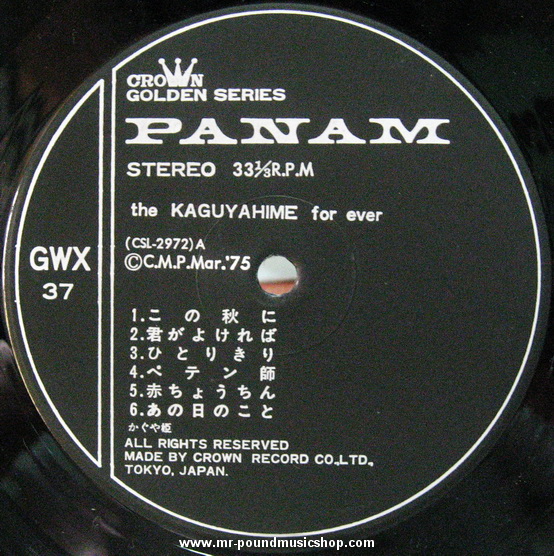 CROWN
GOLDEN SERIES
PANAM
STEREO 33⅓R.P.M
the KAGUYAHIME for ever
(CSL-2972)A
GWX
37
©C.M.P.Mar.'75
1.この秋に
2.君がよければ
3.ひとりきり
4.ペテン師
5.赤ちょうちん
6.あの日のこと
かぐや姫
ALL RIGHTS RESERVED
MADE BY CROWN RECORD CO.,LTD.,
TOKYO, JAPAN.
www.mr-poundmusicshop.com